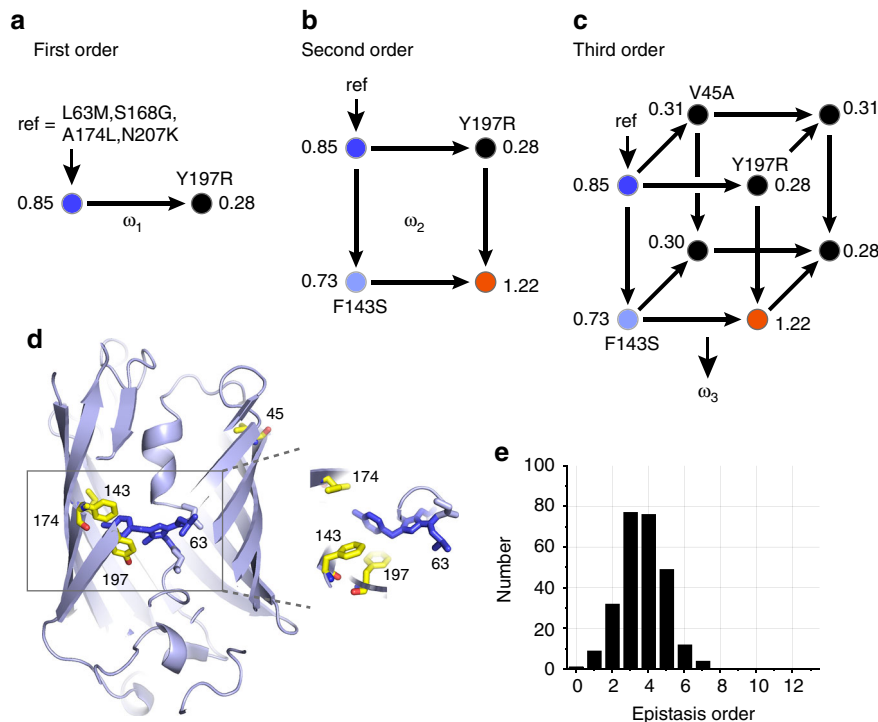 a
First order
ref =
L63M,S168G,
A174L,N207K
Y197R
0.85
0.28
ω1
b
Second order
ref
Y197R
0.85
0.28
ω2
0.73
1.22
F143S
c
Third order
V45A
ref
0.31
0.31
Y197R
0.85
0.28
0.30
0.28
0.73
1.22
F143S
ω3
d
45
143
174
63
197
174
143
197
63
e
100
80
60
40
20
0
Number
0 2 4 6 8 10 12
Epistasis order